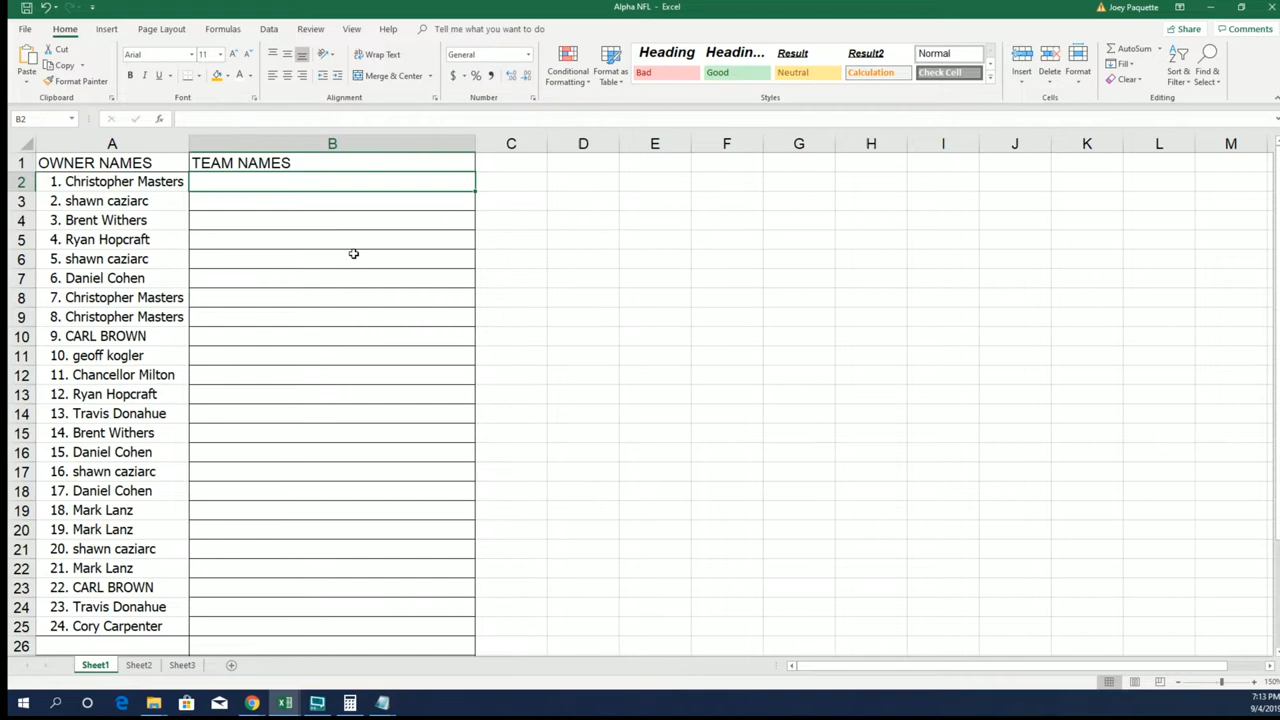 Alpha NFL - Excel
Joey Paquette
File Home Insert Page Layout Formulas Data Review View Help Tell me what you want to do Share Comments
Paste Cut Copy Format Painter Clipboard
Arial 11 B I U A Font
Wrap Text Merge & Center Alignment
General $ % , Number
Conditional Formatting Format as Table
Heading Headin... Result Result2 Normal
Bad Good Neutral Calculation Check Cell
Styles
Insert Delete Format Cells
AutoSum Fill Clear Sort & Filter Find & Select Editing
B2 fx
A B C D E F G H I J K L M
1 OWNER NAMES TEAM NAMES
2 1. Christopher Masters
3 2. shawn caziarc
4 3. Brent Withers
5 4. Ryan Hopcraft
6 5. shawn caziarc
7 6. Daniel Cohen
8 7. Christopher Masters
9 8. Christopher Masters
10 9. CARL BROWN
11 10. geoff kogler
12 11. Chancellor Milton
13 12. Ryan Hopcraft
14 13. Travis Donahue
15 14. Brent Withers
16 15. Daniel Cohen
17 16. shawn caziarc
18 17. Daniel Cohen
19 18. Mark Lanz
20 19. Mark Lanz
21 20. shawn caziarc
22 21. Mark Lanz
23 22. CARL BROWN
24 23. Travis Donahue
25 24. Cory Carpenter
26
Sheet1 Sheet2 Sheet3
150%
7:13 PM